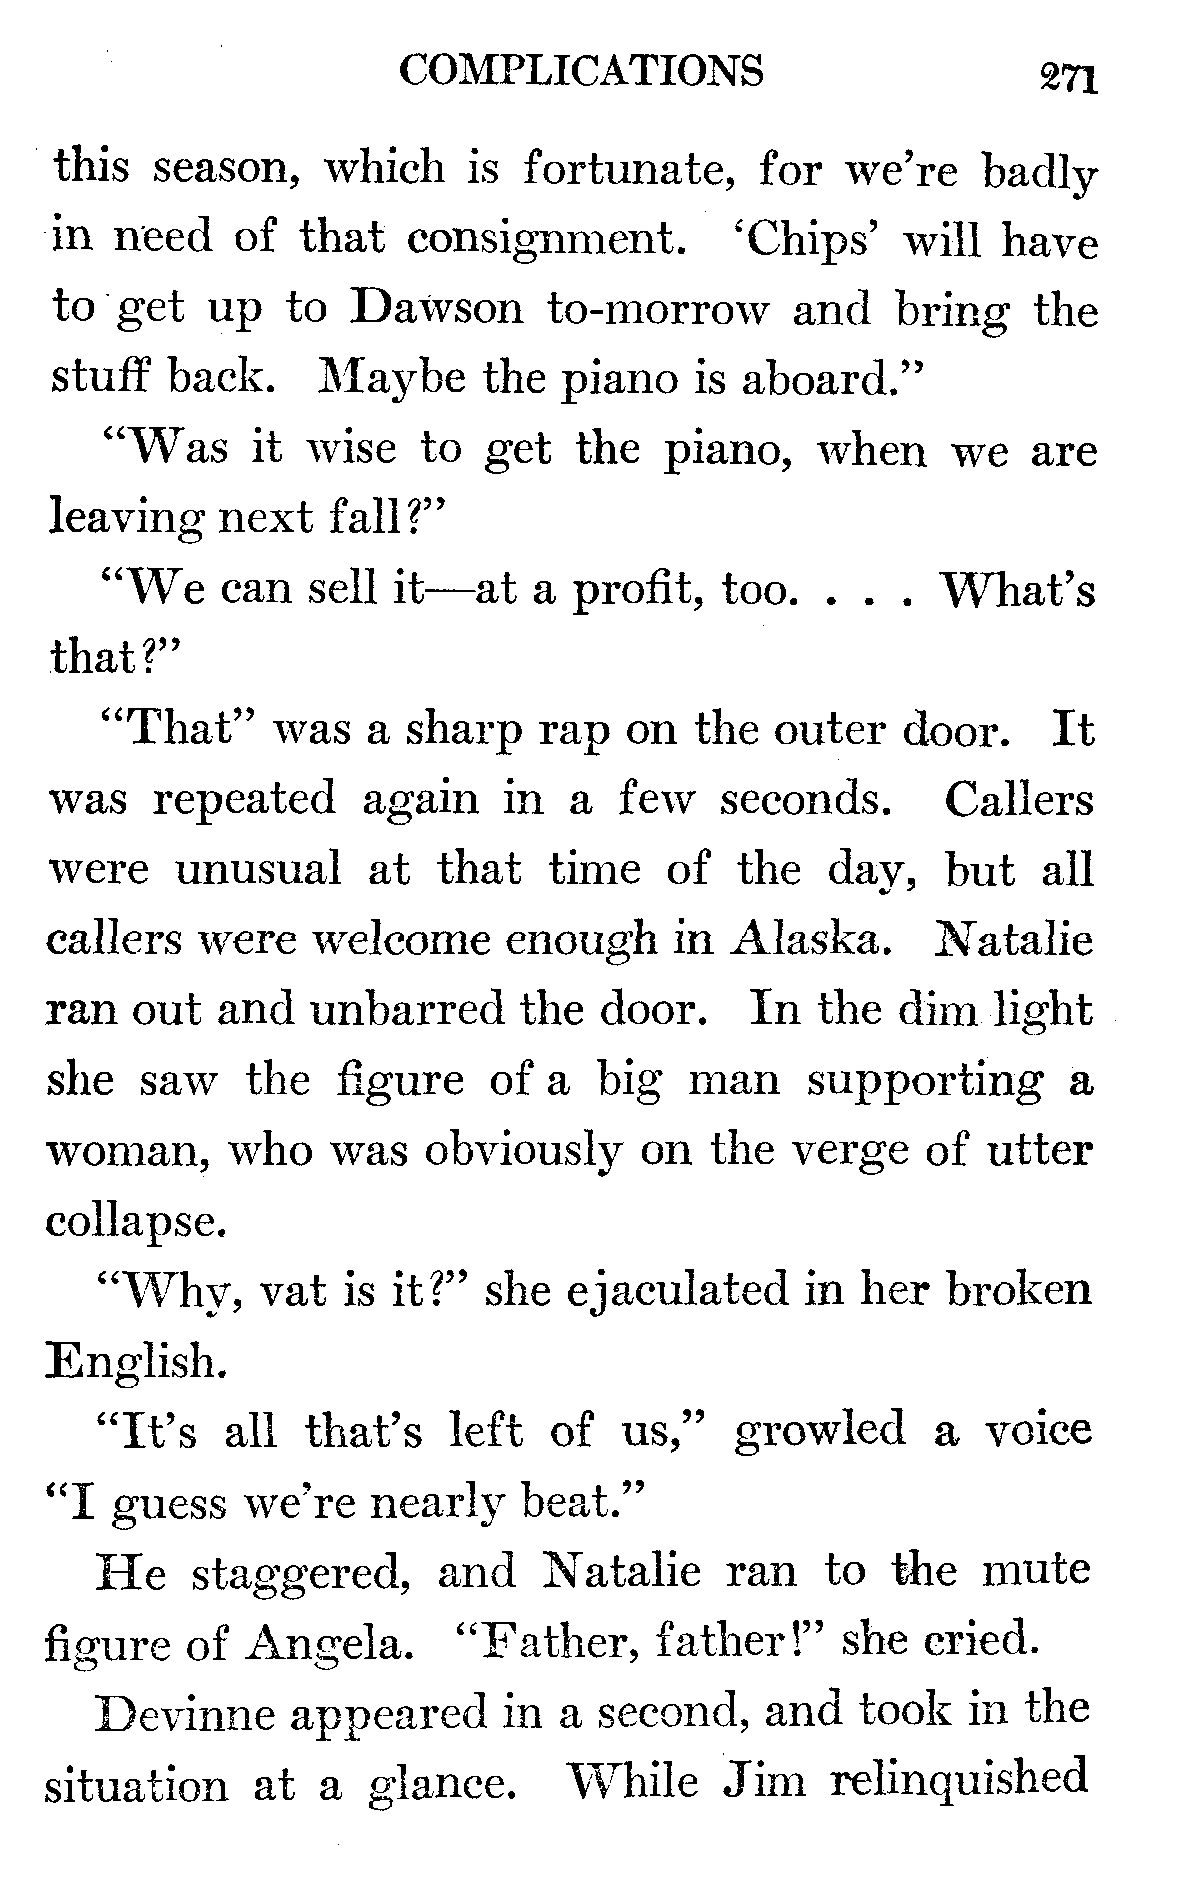 COMPLICATIONS 271
this season, which is fortunate, for we’re badly
in need of that consignment. ‘Chips’ will have
to get up to Dawson to-morrow and bring the
stuff back. Maybe the piano is aboard.”
“Was it wise to get the piano, when we are
leaving next fall?”
“We can sell it—at a profit, too. . . . What’s
that?”
“That” was a sharp rap on the outer door. It
was repeated again in a few seconds. Callers
were unusual at that time of the day, but all
callers were welcome enough in Alaska. Natalie
ran out and unbarred the door. In the dim light
she saw the figure of a big man supporting a
woman, who was obviously on the verge of utter
collapse.
“Why, vat is it?” she ejaculated in her broken
English.
“It’s all that’s left of us,” growled a voice
“I guess we’re nearly beat.”
He staggered, and Natalie ran to the mute
figure of Angela. “Father, father!” she cried.
Devinne appeared in a second, and took in the
situation at a glance. While Jim relinquished